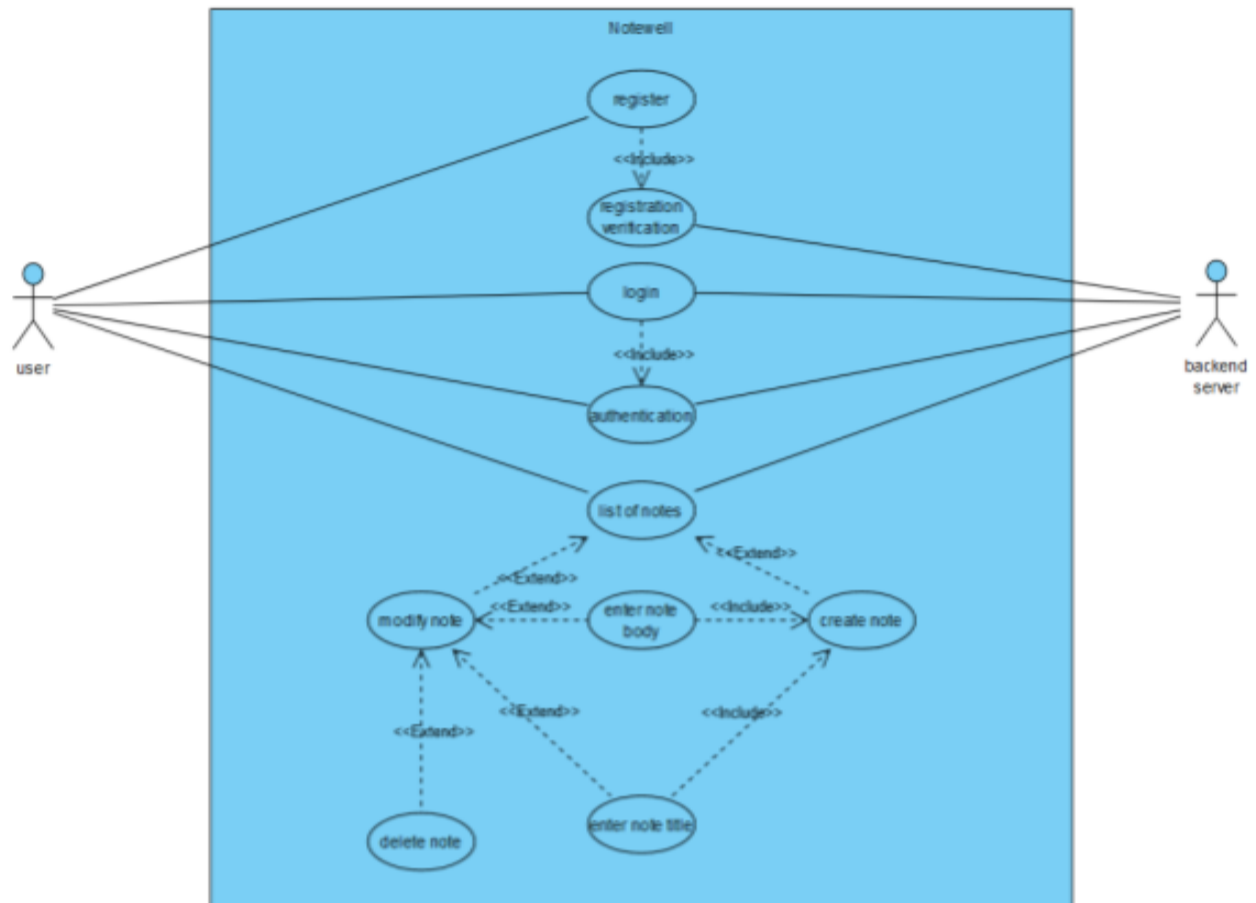 Notewell
register
<<Include>>
registration
verification
login
<<Include>>
user
backend
server
authentication
list of notes
<<Extend>>
<<Extend>>
modify note
<<Extend>>
enter note
body
<<Include>>
create note
<<Extend>>
<<Extend>>
<<Include>>
delete note
enter note title